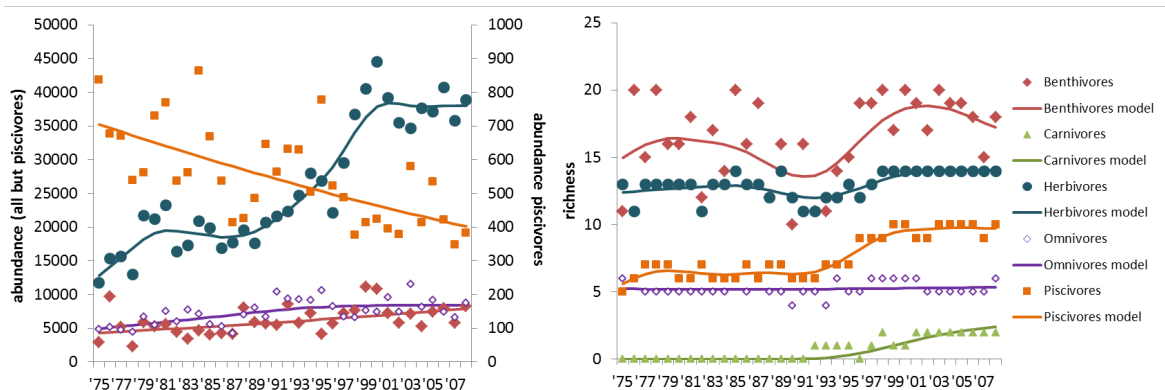 50000
45000
40000
35000
30000
25000
20000
15000
10000
5000
0
abundance (all but piscivores)
1000
900
800
700
600
500
400
300
200
100
0
abundance piscivores
'75 '77 '79 '81 '83 '85 '87 '89 '91 '93 '95 '97 '99 '01 '03 '05 '07
25
20
15
10
5
0
richness
'75 '77 '79 '81 '83 '85 '87 '89 '91 '93 '95 '97 '99 '01 '03 '05 '07
Benthivores
Benthivores model
Carnivores
Carnivores model
Herbivores
Herbivores model
Omnivores
Omnivores model
Piscivores
Piscivores model